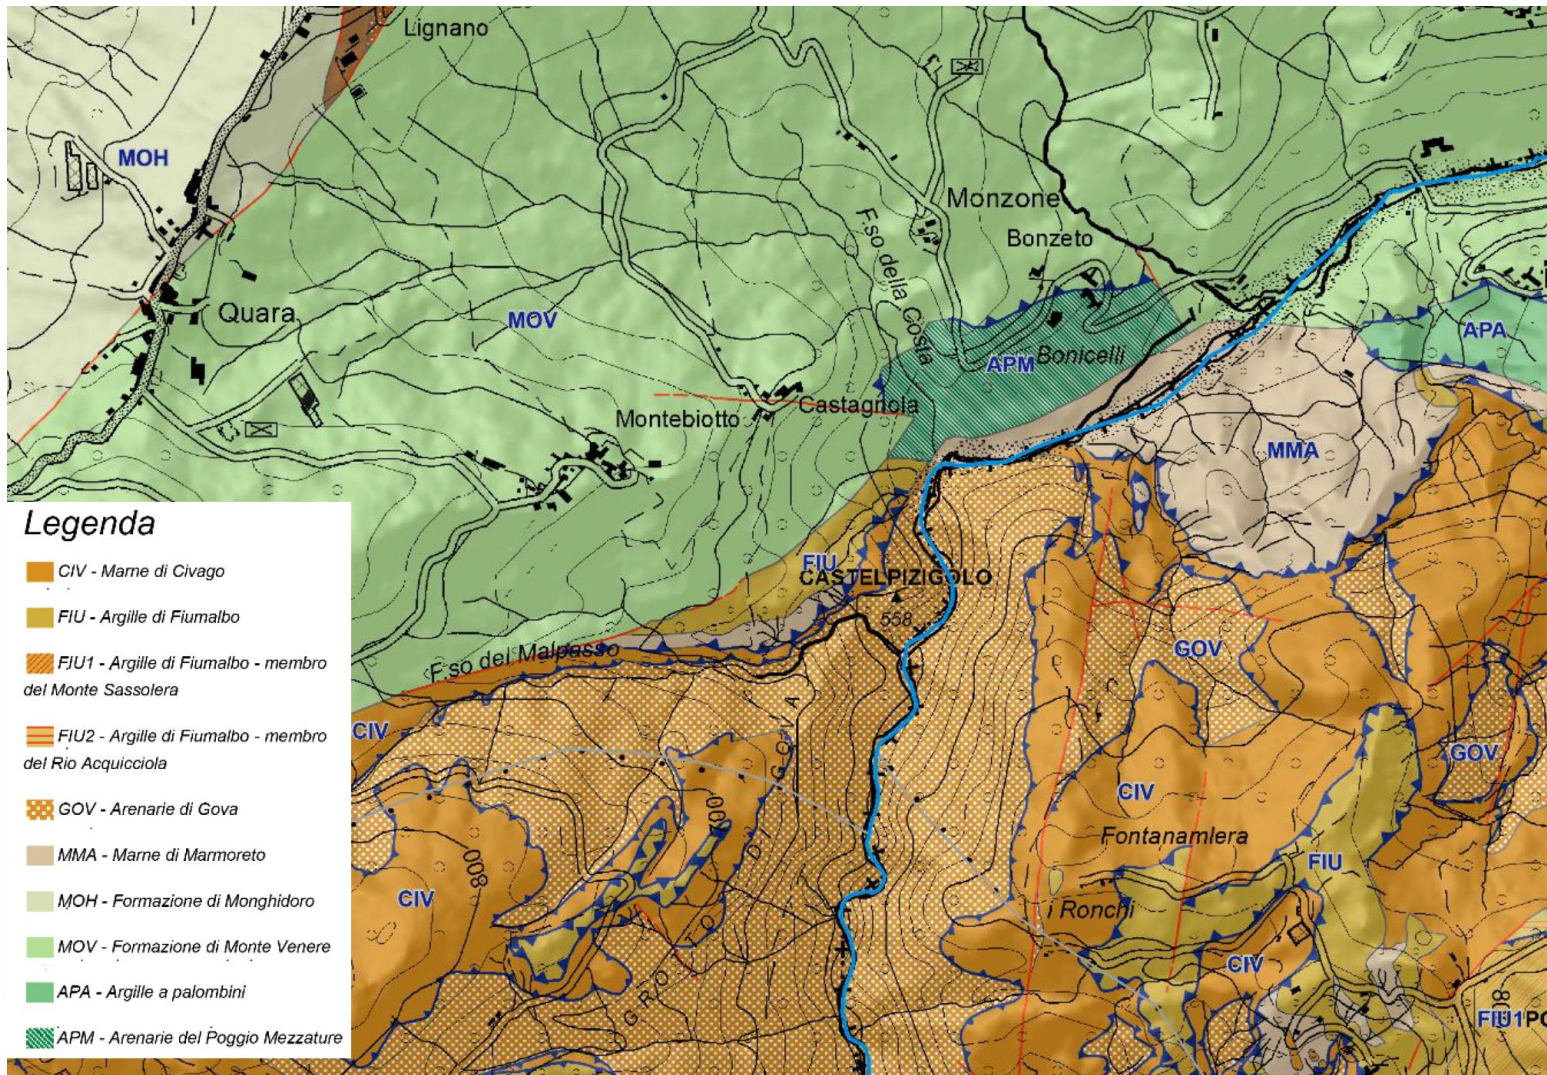 Lignano
MOH
Monzone
Bonzeto
F.so della Costa
Quara
MOV
APA
APM
Bonicelli
Castagnola
Montebiotto
MMA
Legenda
CIV - Marne di Civago
FIU - Argille di Fiumalbo
FIU1 - Argille di Fiumalbo - membro
del Monte Sassolera
FIU2 - Argille di Fiumalbo - membro
del Rio Acquicciola
GOV - Arenarie di Gova
MMA - Marne di Marmoreto
MOH - Formazione di Monghidoro
MOV - Formazione di Monte Venere
APA - Argille a palombini
APM - Arenarie del Poggio Mezzature
FIU
CASTELPIZIGOLO
558
F.so del Malpasso
GOV
CIV
GROTTO DI GOVA
GOV
CIV
Fontanamlera
800
CIV
FIU
i Ronchi
CIV
FIU1